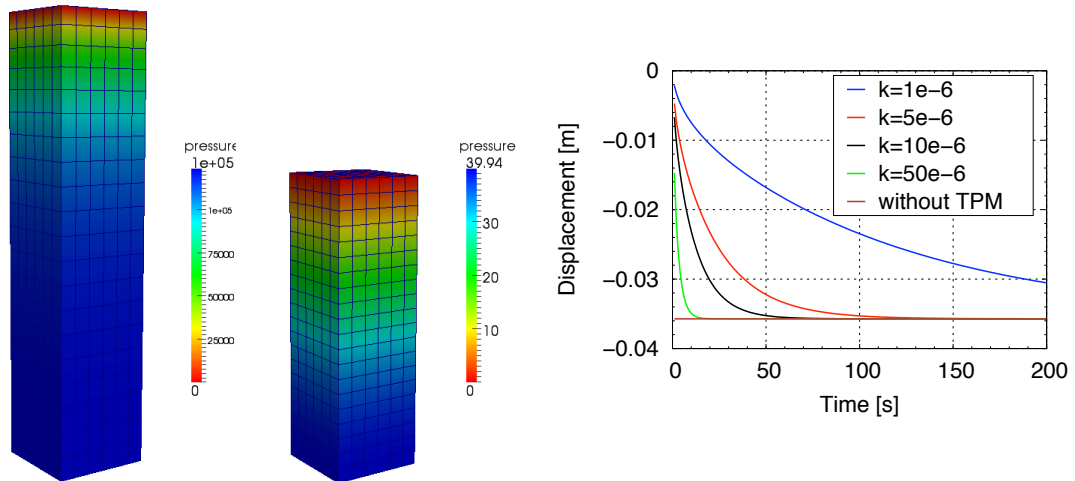 pressure
1e+05
1e+05
75000
50000
25000
0
pressure
39.94
40
30
20
10
0
0
-0.01
-0.02
-0.03
-0.04
Displacement [m]
k=1e-6
k=5e-6
k=10e-6
k=50e-6
without TPM
0 50 100 150 200
Time [s]